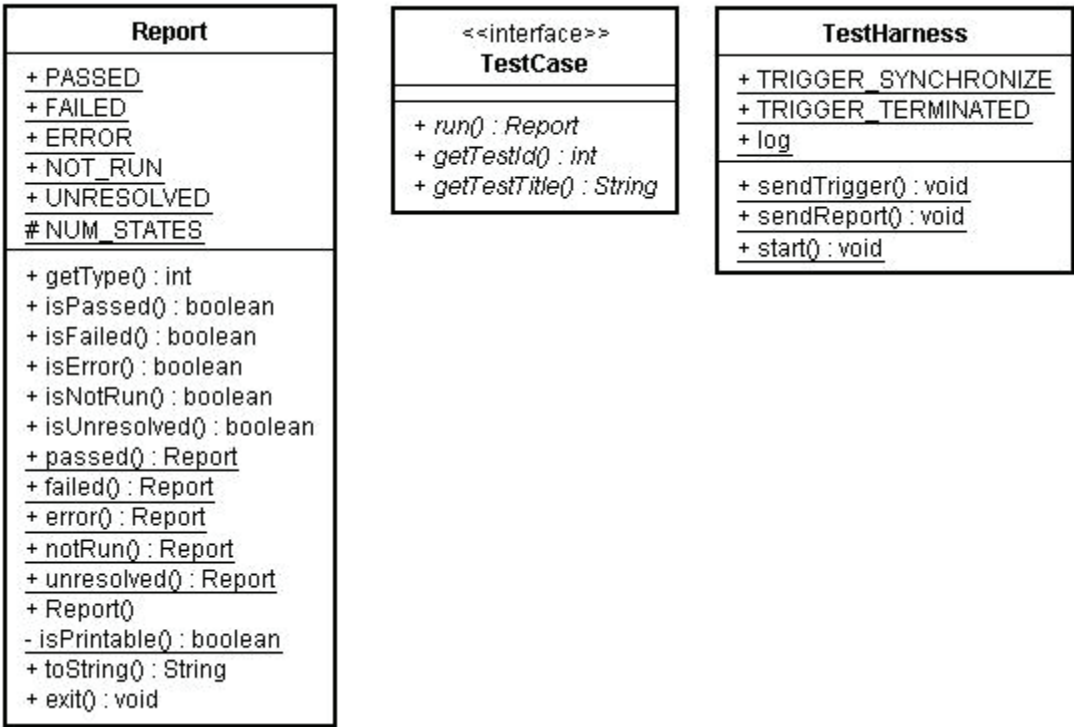 Report
+ PASSED
+ FAILED
+ ERROR
+ NOT_RUN
+ UNRESOLVED
# NUM_STATES
+ getType() : int
+ isPassed() : boolean
+ isFailed() : boolean
+ isError() : boolean
+ isNotRun() : boolean
+ isUnresolved() : boolean
+ passed() : Report
+ failed() : Report
+ error() : Report
+ notRun() : Report
+ unresolved() : Report
+ Report()
- isPrintable() : boolean
+ toString() : String
+ exit() : void
<<interface>>
TestCase
+ run() : Report
+ getTestId() : int
+ getTestTitle() : String
TestHarness
+ TRIGGER_SYNCHRONIZE
+ TRIGGER_TERMINATED
+ log
+ sendTrigger() : void
+ sendReport() : void
+ start() : void